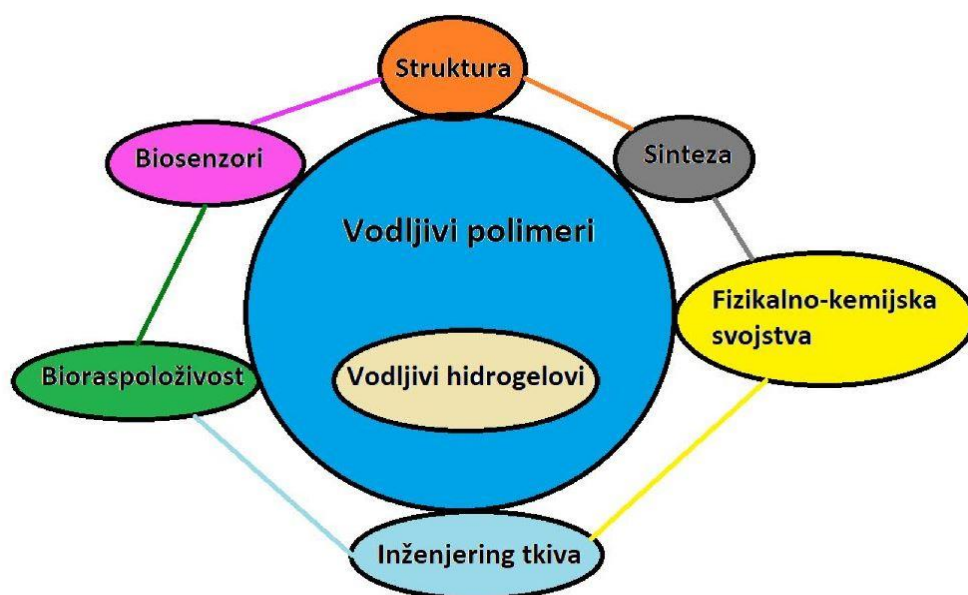 Struktura
Biosenzori
Sinteza
Vodljivi polimeri
Fizikalno-kemijska
svojstva
Bioraspoloživost
Vodljivi hidrogelovi
Inženjering tkiva